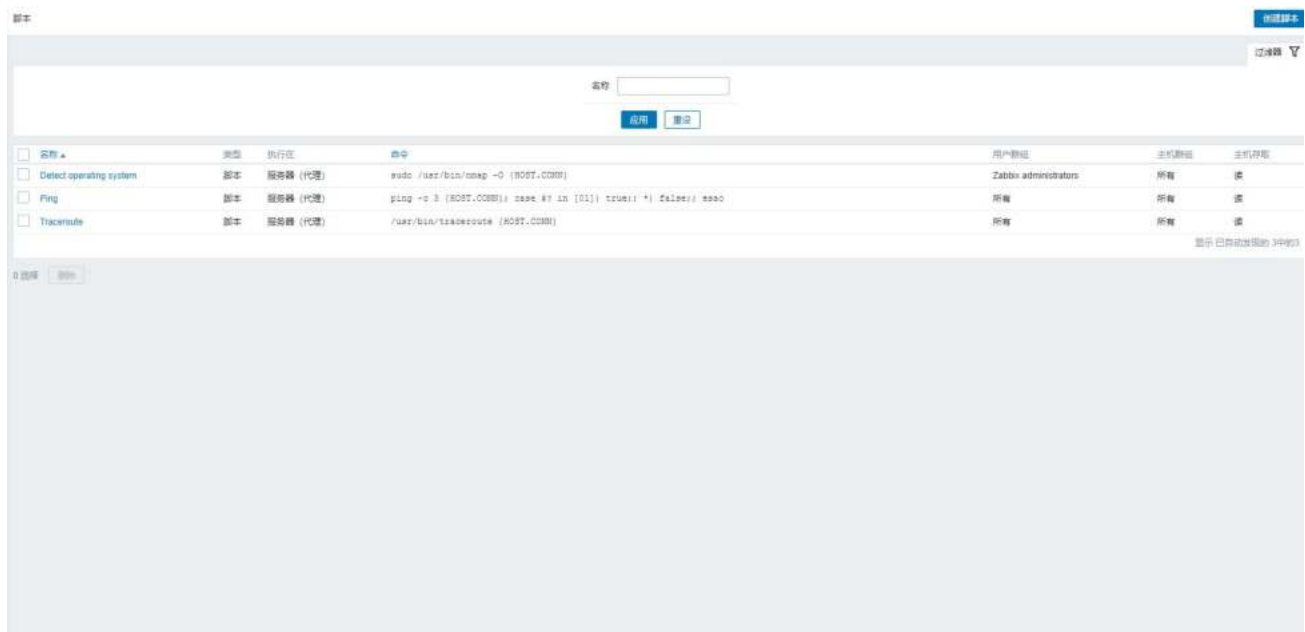 脚本
创建脚本
过滤器
名称
应用 重设
名称 类型 执行在 命令 用户群组 主机群组 主机存取
Detect operating system 脚本 服务器 (代理) sudo /usr/bin/nmap -O {HOST.CONN} Zabbix administrators 所有 读
Ping 脚本 服务器 (代理) ping -c 3 {HOST.CONN}; case $? in [01]) true;; *) false;; esac 所有 所有 读
Traceroute 脚本 服务器 (代理) /usr/bin/traceroute {HOST.CONN} 所有 所有 读
显示 已自动发现的 3中的3
0 选择 删除